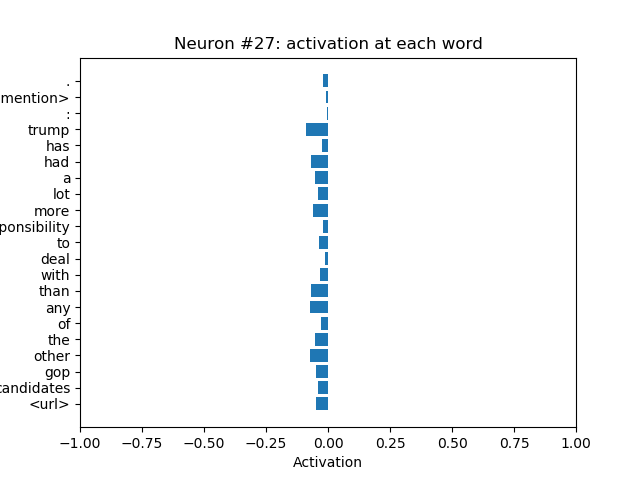 Neuron #27: activation at each word
.
mention>
:
trump
has
had
a
lot
more
ponsibility
to
deal
with
than
any
of
the
other
gop
candidates
<url>
−1.00 −0.75 −0.50 −0.25 0.00 0.25 0.50 0.75 1.00
Activation